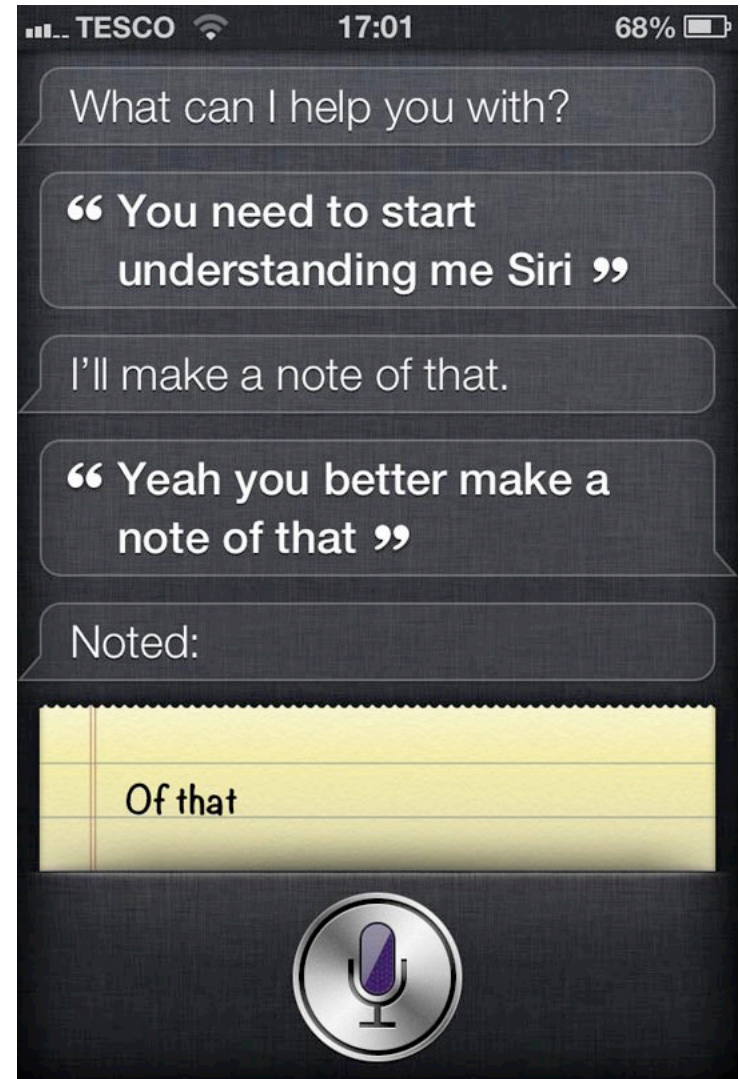 TESCO 17:01 68%
What can I help you with?
“ You need to start
understanding me Siri ”
I’ll make a note of that.
“ Yeah you better make a
note of that ”
Noted:
Of that